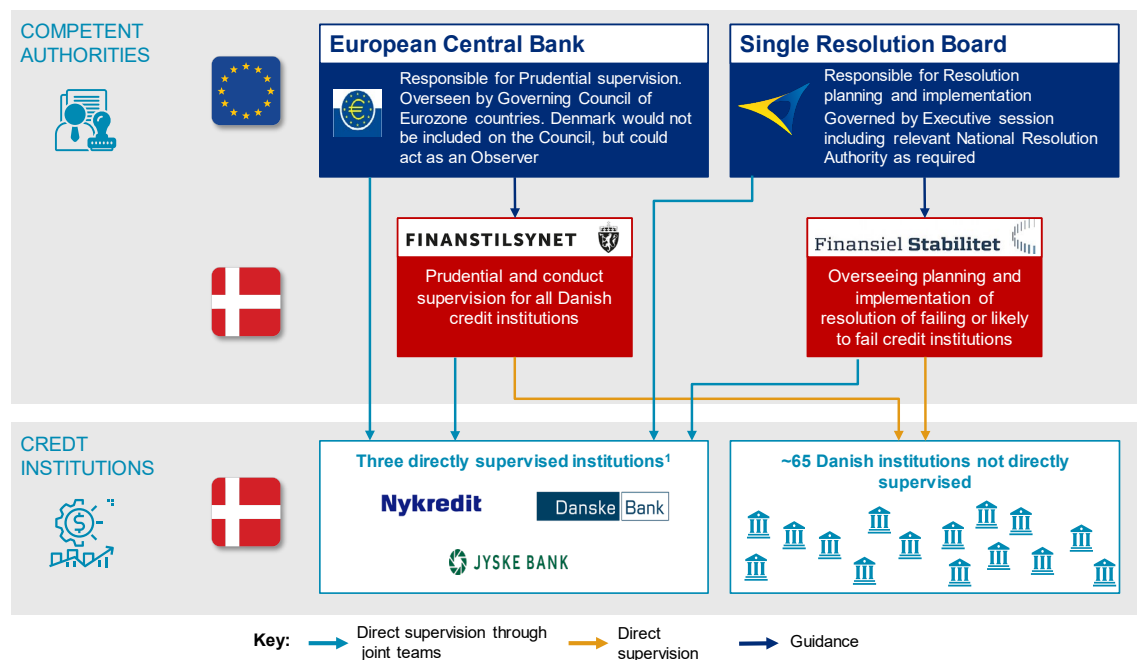 COMPETENT
AUTHORITIES
European Central Bank
Responsible for Prudential supervision.
Overseen by Governing Council of
Eurozone countries. Denmark would not
be included on the Council, but could
act as an Observer
Single Resolution Board
Responsible for Resolution
planning and implementation
Governed by Executive session
including relevant National Resolution
Authority as required
FINANSTILSYNET
Prudential and conduct
supervision for all Danish
credit institutions
Finansiel Stabilitet
Overseeing planning and
implementation of
resolution of failing or likely
to fail credit institutions
CREDT
INSTITUTIONS
Three directly supervised institutions¹
Nykredit
Danske Bank
JYSKE BANK
~65 Danish institutions not directly
supervised
Key:
Direct supervision through
joint teams
Direct
supervision
Guidance